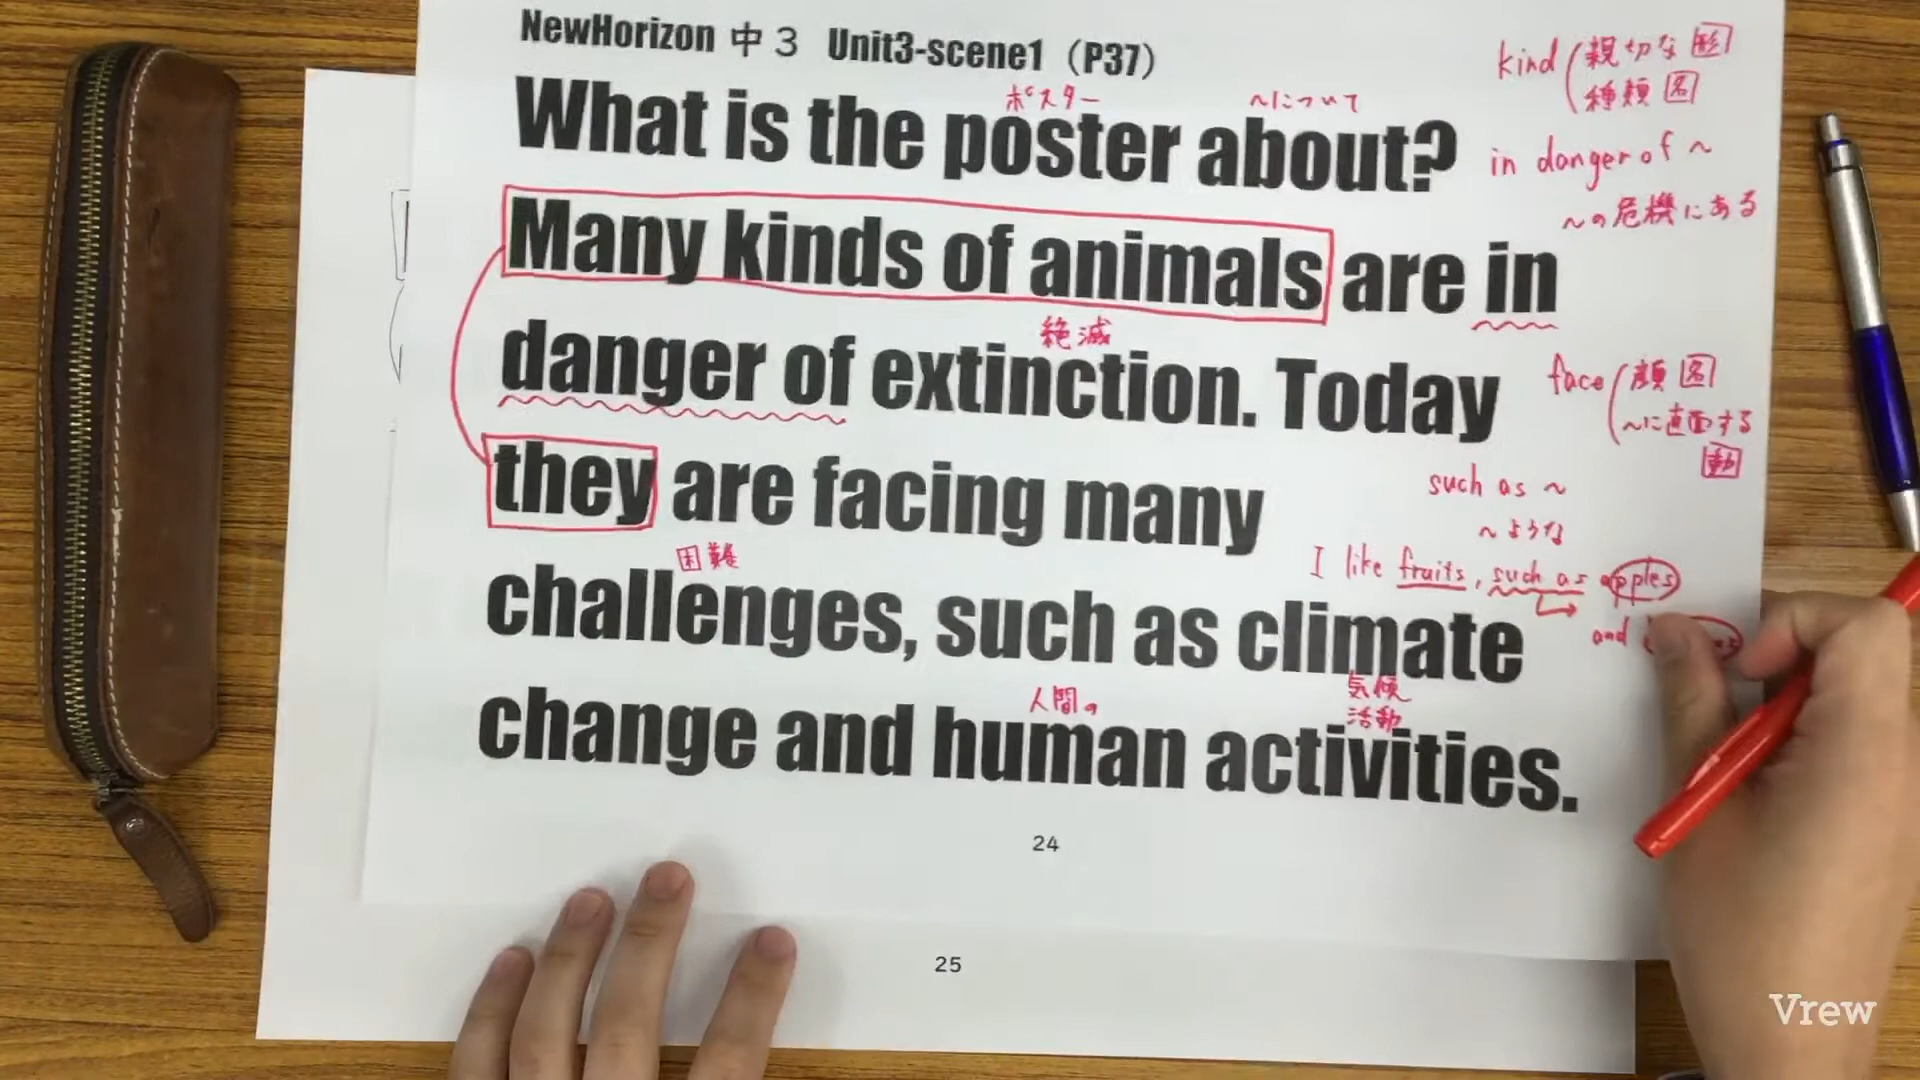 NewHorizon 中3 Unit3-scene1 (P37)
kind
親切な 形
種類 名
ポスター
~について
What is the poster about?
in danger of ~
~の危機にある
Many kinds of animals are in
絶滅
danger of extinction. Today
face
顔 名
~に直面する
動
they are facing many
such as ~
~ような
困難
I like fruits, such as apples
and
challenges, such as climate
気候
人間の
活動
change and human activities.
24
25
Vrew